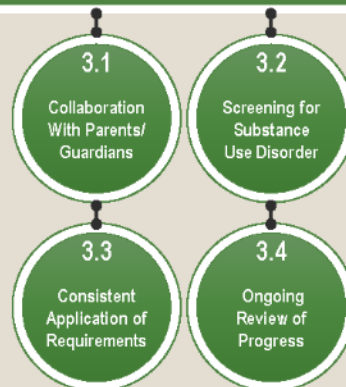 3.1
Collaboration
With Parents/
Guardians
3.2
Screening for
Substance
Use Disorder
3.3
Consistent
Application of
Requirements
3.4
Ongoing
Review of
Progress